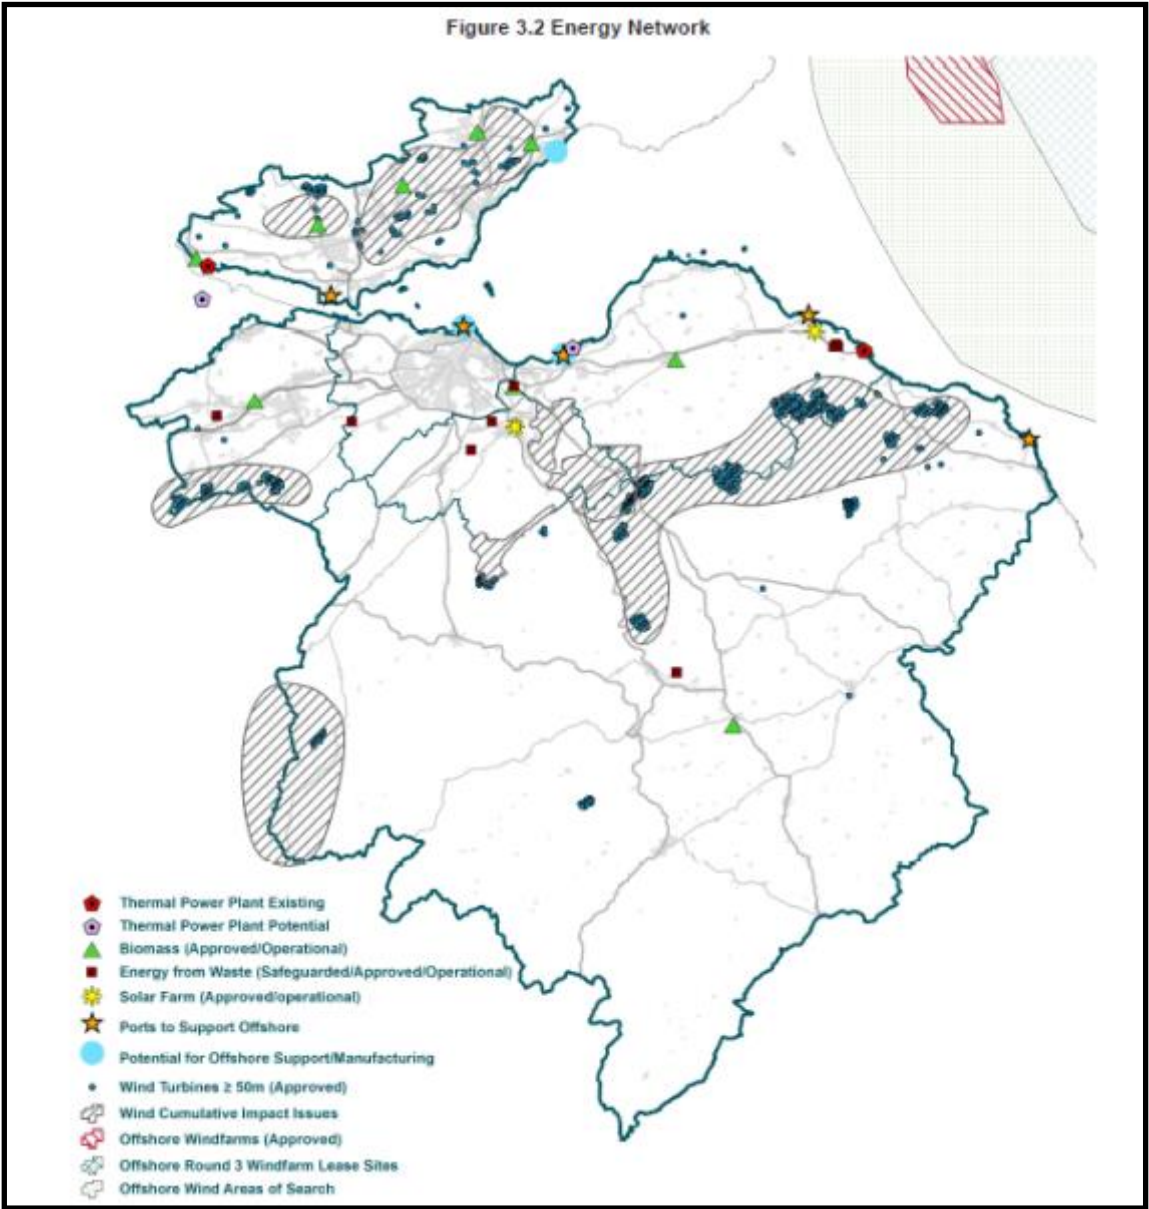 Figure 3.2 Energy Network
Thermal Power Plant Existing
Thermal Power Plant Potential
Biomass (Approved/Operational)
Energy from Waste (Safeguarded/Approved/Operational)
Solar Farm (Approved/operational)
Ports to Support Offshore
Potential for Offshore Support/Manufacturing
Wind Turbines ≥ 50m (Approved)
Wind Cumulative Impact Issues
Offshore Windfarms (Approved)
Offshore Round 3 Windfarm Lease Sites
Offshore Wind Areas of Search